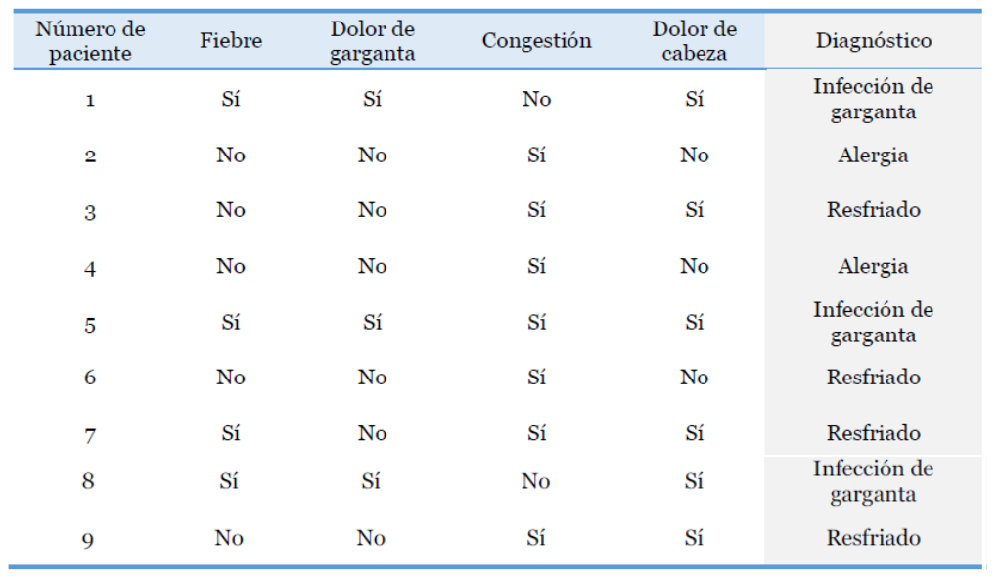 Número de paciente Fiebre Dolor de garganta Congestión Dolor de cabeza Diagnóstico
1 Sí Sí No Sí Infección de garganta
2 No No Sí No Alergia
3 No No Sí Sí Resfriado
4 No No Sí No Alergia
5 Sí Sí Sí Sí Infección de garganta
6 No No Sí No Resfriado
7 Sí No Sí Sí Resfriado
8 Sí Sí No Sí Infección de garganta
9 No No Sí Sí Resfriado